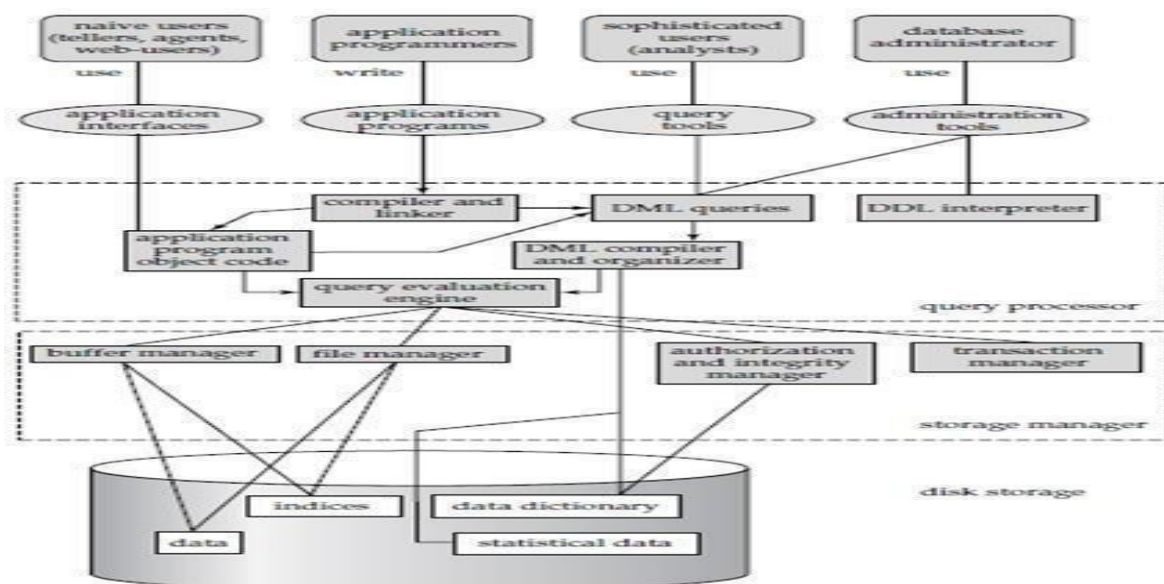 naive users
(tellers, agents,
web-users)
application
programmers
sophisticated
users
(analysts)
database
administrator
use
write
use
use
application
interfaces
application
programs
query
tools
administration
tools
compiler and
linker
DML queries
DDL interpreter
application
program
object code
DML compiler
and organizer
query evaluation
engine
query processor
buffer manager
file manager
authorization
and integrity
manager
transaction
manager
storage manager
disk storage
indices
data dictionary
data
statistical data